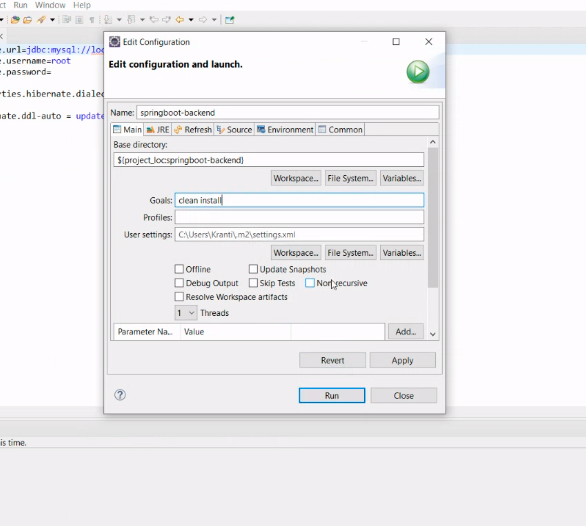 ct Run Window Help
e.url=jdbc:mysql://loc
e.username=root
e.password=
rties.hibernate.dialec
nate.ddl-auto = update
Edit Configuration
Edit configuration and launch.
Name: springboot-backend
Main JRE Refresh Source Environment Common
Base directory:
${project_loc:springboot-backend}
Workspace... File System... Variables...
Goals: clean install
Profiles:
User settings: C:\Users\Kranti\.m2\settings.xml
Workspace... File System... Variables...
Offline Update Snapshots
Debug Output Skip Tests Non-recursive
Resolve Workspace artifacts
1 Threads
Parameter Na... Value Add...
Revert Apply
Run Close
is time.